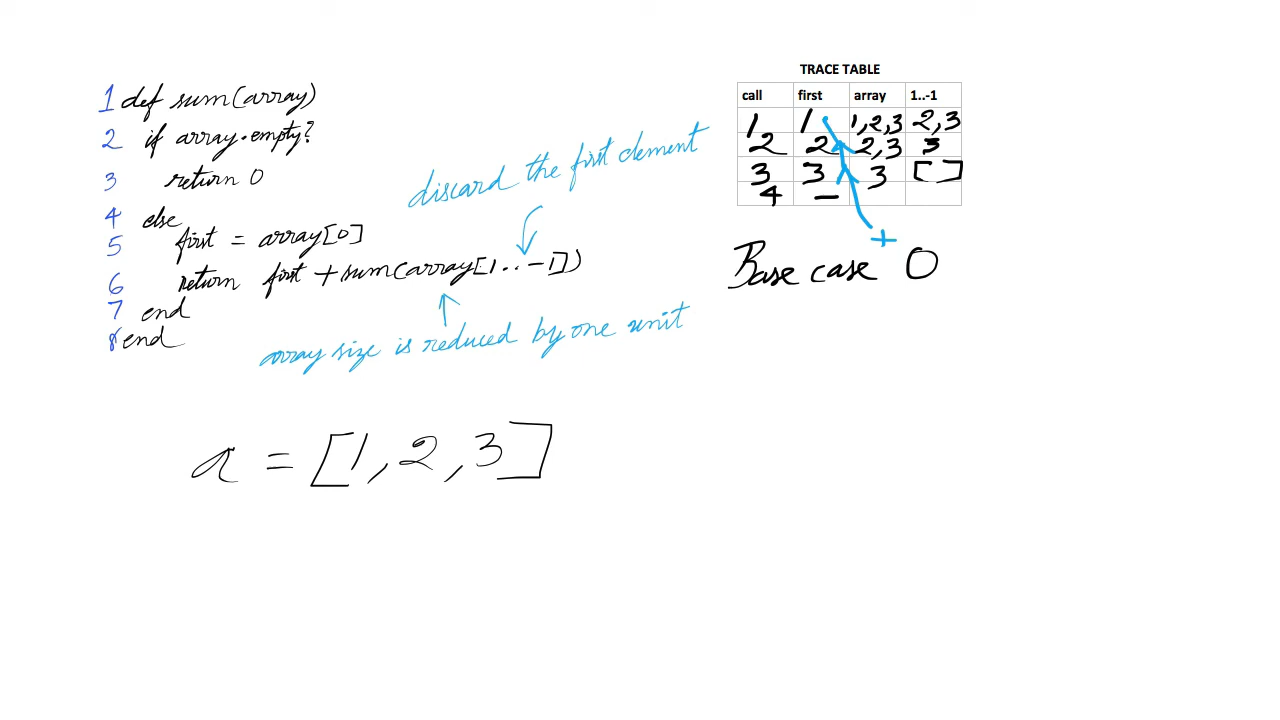 1 def sum(array)
2 if array.empty?
3 return 0
4 else
5 first = array[0]
6 return first + sum(array[1..-1])
7 end
8 end
discard the first element
array size is reduced by one unit
a = [1, 2, 3]
TRACE TABLE
call first array 1..-1
1 1 1,2,3 2,3
2 2 2,3 3
3 3 3 []
4 —
+
Base case 0